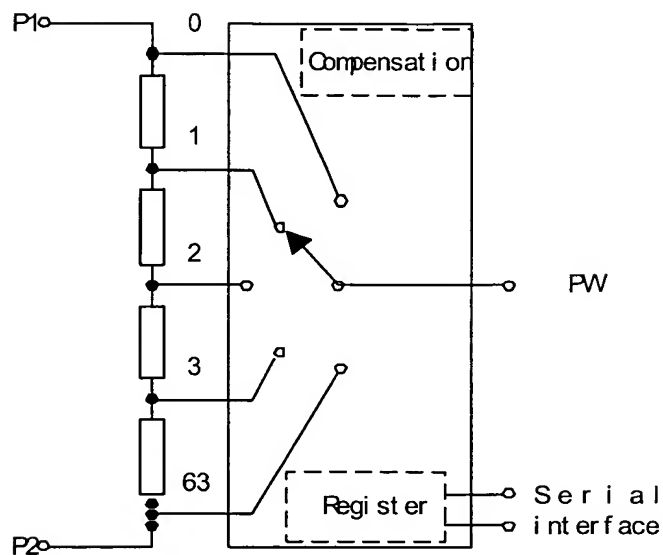 P1 0
Compensation
1
2
PW
3
63
Register
Serial
interface
P2